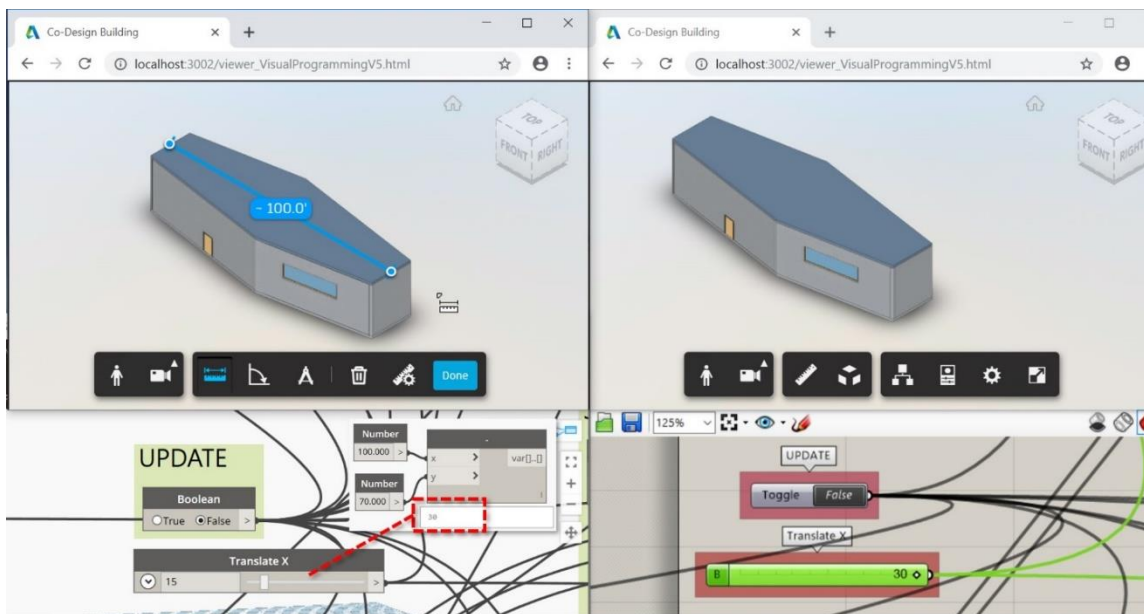 Co-Design Building
localhost:3002/viewer_VisualProgrammingV5.html
TOP
FRONT
RIGHT
~ 100.0'
A
Done
Co-Design Building
localhost:3002/viewer_VisualProgrammingV5.html
TOP
FRONT
RIGHT
UPDATE
Boolean
True
False
>
Number
100.000
>
Number
70.000
>
-
x
>
y
>
var[]..[]
30
Translate X
15
>
125%
UPDATE
Toggle
False
Translate X
B
30